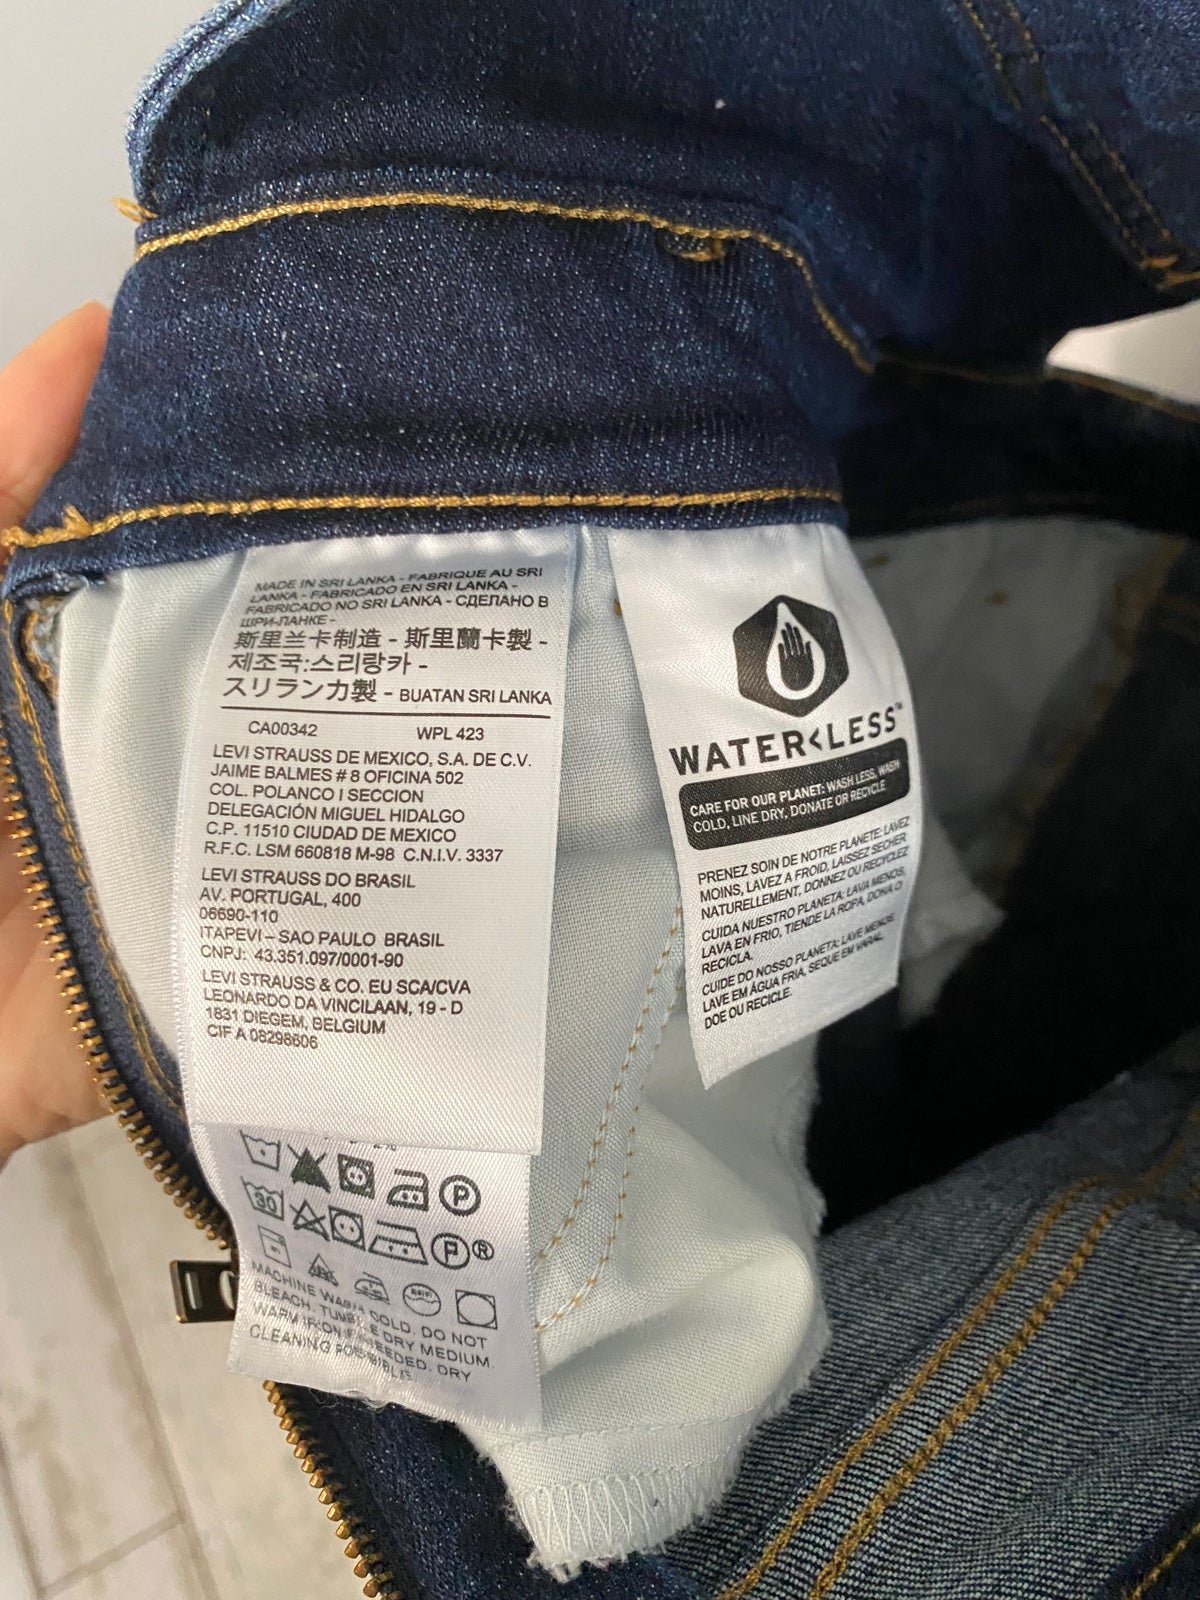 MADE IN SRI LANKA - FABRIQUE AU SRI
LANKA - FABRICADO EN SRI LANKA -
FABRICADO NO SRI LANKA - СДЕЛАНО В
ШРИ-ЛАНКЕ -
斯里兰卡制造 - 斯里蘭卡製 -
제조국:스리랑카 -
スリランカ製 - BUATAN SRI LANKA
CA00342 WPL 423
LEVI STRAUSS DE MEXICO, S.A. DE C.V.
JAIME BALMES # 8 OFICINA 502
COL. POLANCO I SECCION
DELEGACIÓN MIGUEL HIDALGO
C.P. 11510 CIUDAD DE MEXICO
R.F.C. LSM 660818 M-98 C.N.I.V. 3337
LEVI STRAUSS DO BRASIL
AV. PORTUGAL, 400
06690-110
ITAPEVI – SAO PAULO BRASIL
CNPJ: 43.351.097/0001-90
LEVI STRAUSS & CO. EU SCA/CVA
LEONARDO DA VINCILAAN, 19 - D
1831 DIEGEM, BELGIUM
CIF A 08298606
P
30
P®
MACHINE WASH COLD. DO NOT
BLEACH. TUMBLE DRY MEDIUM.
WARM IRON IF NEEDED. DRY
CLEANING POSSIBLE.
WATER<LESS™
CARE FOR OUR PLANET: WASH LESS, WASH
COLD, LINE DRY, DONATE OR RECYCLE
PRENEZ SOIN DE NOTRE PLANETE: LAVEZ
MOINS, LAVEZ A FROID, LAISSEZ SECHER
NATURELLEMENT, DONNEZ OU RECYCLEZ
CUIDA NUESTRO PLANETA: LAVA MENOS,
LAVA EN FRIO, TIENDE LA ROPA, DONA O
RECICLA.
CUIDE DO NOSSO PLANETA: LAVE MENOS
LAVE EM ÁGUA FRIA, SEQUE EM VARAL,
DOE OU RECICLE.